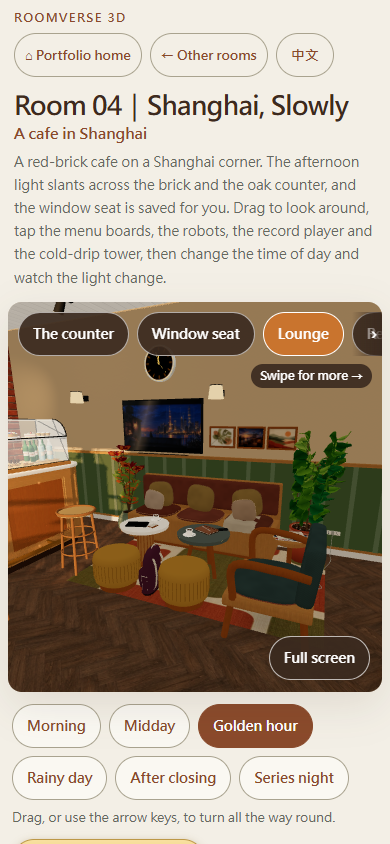 ROOMVERSE 3D
⌂ Portfolio home
← Other rooms
中文
Room 04 | Shanghai, Slowly
A cafe in Shanghai
A red-brick cafe on a Shanghai corner. The afternoon
light slants across the brick and the oak counter, and
the window seat is saved for you. Drag to look around,
tap the menu boards, the robots, the record player and
the cold-drip tower, then change the time of day and
watch the light change.
The counter
Window seat
Lounge
›
Swipe for more →
Full screen
Morning
Midday
Golden hour
Rainy day
After closing
Series night
Drag, or use the arrow keys, to turn all the way round.